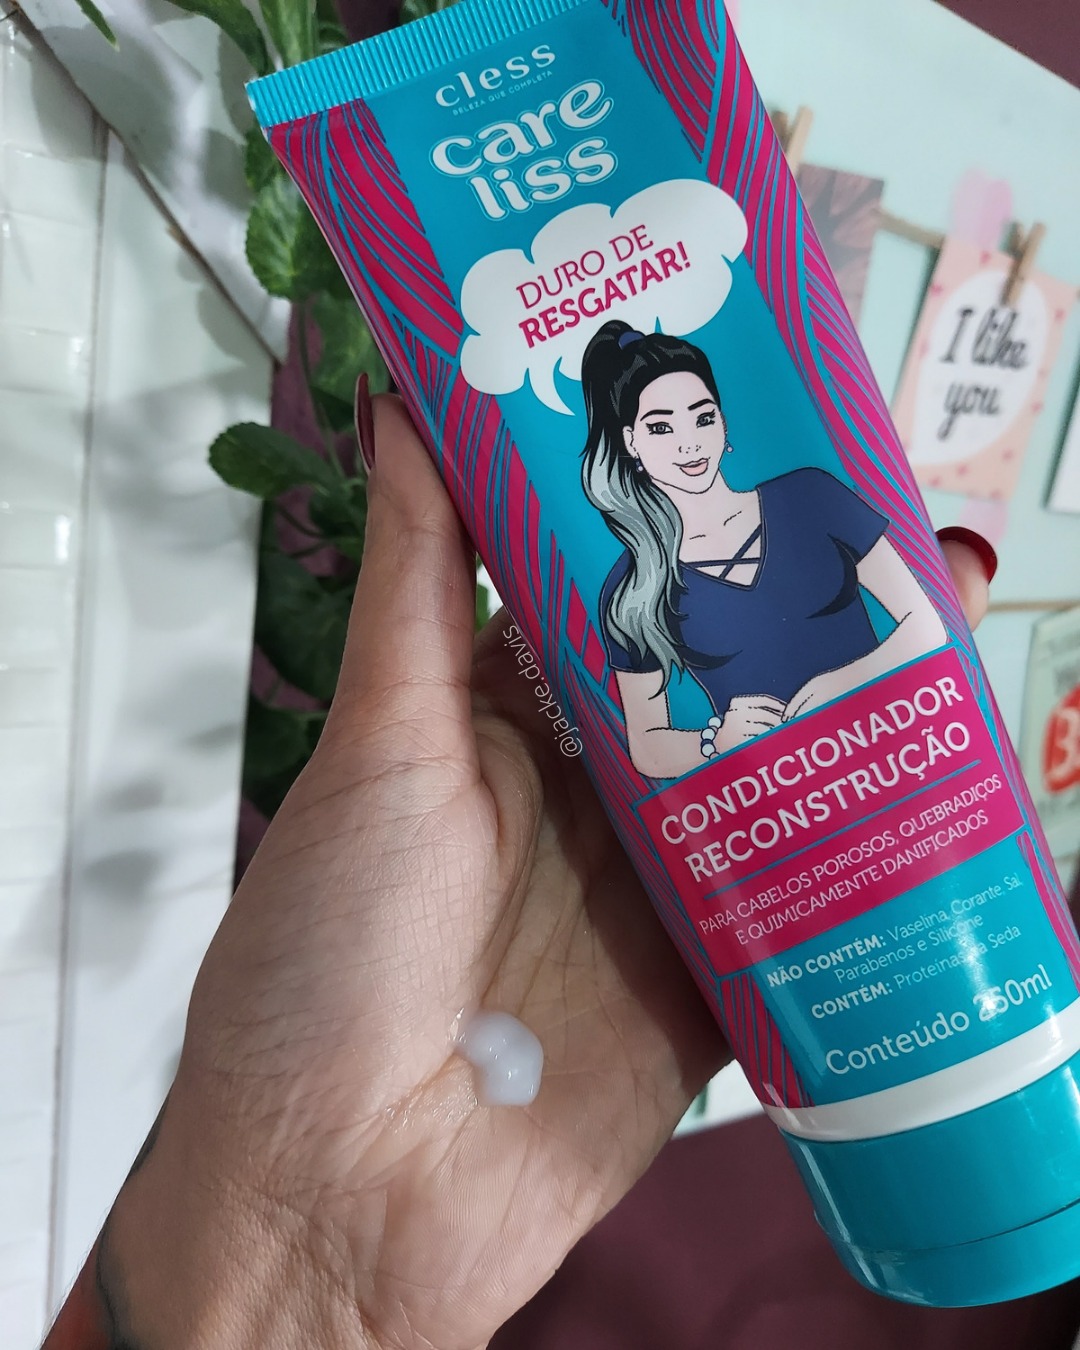 cless
BELEZA QUE COMPLETA
care
liss
DURO DE
RESGATAR!
I like
you
@jacke.davis
CONDICIONADOR
RECONSTRUÇÃO
PARA CABELOS POROSOS, QUEBRADIÇOS
E QUIMICAMENTE DANIFICADOS
NÃO CONTÉM: Vaselina, Corante, Sal,
Parabenos e Silicone
CONTÉM: Proteínas da Seda
Conteúdo 250ml